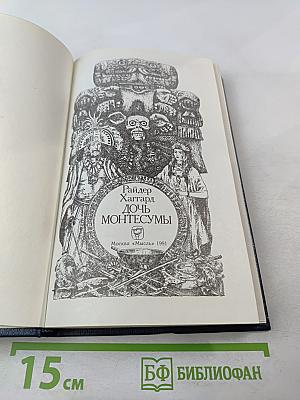 Райдер
Хаггард
ДОЧЬ
МОНТЕСУМЫ
Москва «Мысль» 1991
15 см
БФ БИБЛИОФАН